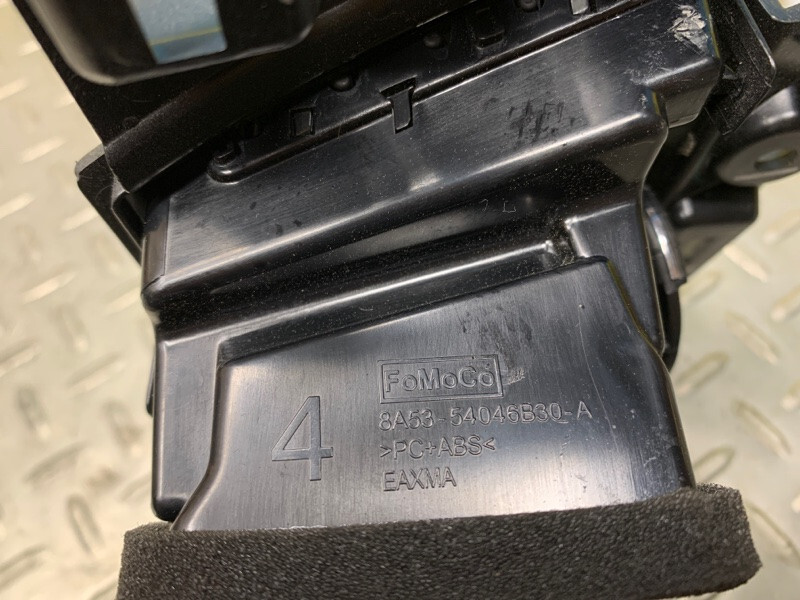 FoMoCo
4
8A53-54046B30-A
>PC+ABS<
EAXMA